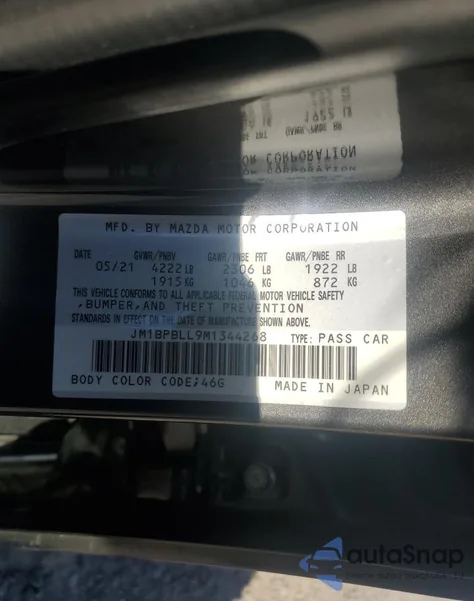 MFD. BY MAZDA MOTOR CORPORATION
DATE GVWR/PNBV GAWR/PNBE FRT GAWR/PNBE RR
05/21 4222 LB 2306 LB 1922 LB
1915 KG 1046 KG 872 KG
THIS VEHICLE CONFORMS TO ALL APPLICABLE FEDERAL MOTOR VEHICLE SAFETY
,BUMPER,AND THEFT PREVENTION
STANDARDS IN EFFECT ON THE DATE OF MANUFACTURE SHOWN ABOVE.
JM1BPBLL9M1344268 TYPE: PASS CAR
BODY COLOR CODE;46G MADE IN JAPAN
autoSnap